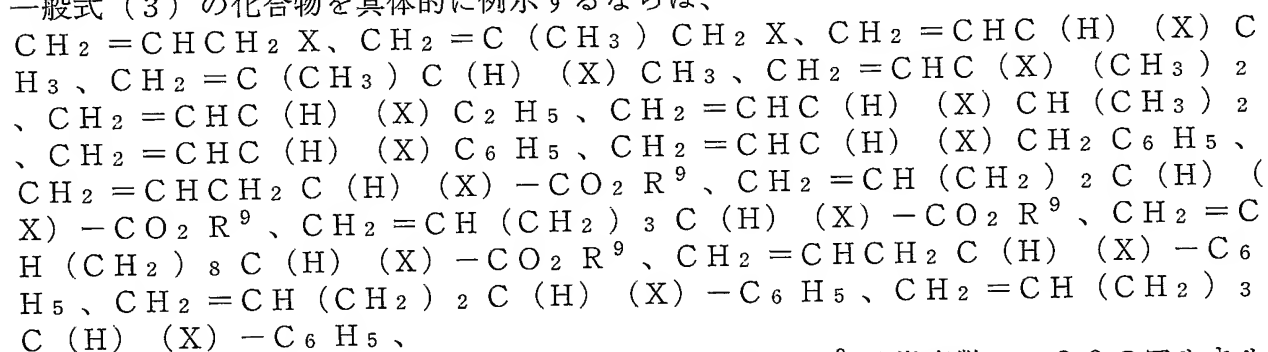 一般式（３）の化合物を具体的に例示するならば、
ＣＨ₂＝ＣＨＣＨ₂Ｘ、ＣＨ₂＝Ｃ（ＣＨ₃）ＣＨ₂Ｘ、ＣＨ₂＝ＣＨＣ（Ｈ）（Ｘ）Ｃ
Ｈ₃、ＣＨ₂＝Ｃ（ＣＨ₃）Ｃ（Ｈ）（Ｘ）ＣＨ₃、ＣＨ₂＝ＣＨＣ（Ｘ）（ＣＨ₃）₂
、ＣＨ₂＝ＣＨＣ（Ｈ）（Ｘ）Ｃ₂Ｈ₅、ＣＨ₂＝ＣＨＣ（Ｈ）（Ｘ）ＣＨ（ＣＨ₃）₂
、ＣＨ₂＝ＣＨＣ（Ｈ）（Ｘ）Ｃ₆Ｈ₅、ＣＨ₂＝ＣＨＣ（Ｈ）（Ｘ）ＣＨ₂Ｃ₆Ｈ₅、
ＣＨ₂＝ＣＨＣＨ₂Ｃ（Ｈ）（Ｘ）－ＣＯ₂Ｒ⁹、ＣＨ₂＝ＣＨ（ＣＨ₂）₂Ｃ（Ｈ）（
Ｘ）－ＣＯ₂Ｒ⁹、ＣＨ₂＝ＣＨ（ＣＨ₂）₃Ｃ（Ｈ）（Ｘ）－ＣＯ₂Ｒ⁹、ＣＨ₂＝Ｃ
Ｈ（ＣＨ₂）₈Ｃ（Ｈ）（Ｘ）－ＣＯ₂Ｒ⁹、ＣＨ₂＝ＣＨＣＨ₂Ｃ（Ｈ）（Ｘ）－Ｃ₆
Ｈ₅、ＣＨ₂＝ＣＨ（ＣＨ₂）₂Ｃ（Ｈ）（Ｘ）－Ｃ₆Ｈ₅、ＣＨ₂＝ＣＨ（ＣＨ₂）₃
Ｃ（Ｈ）（Ｘ）－Ｃ₆Ｈ₅、